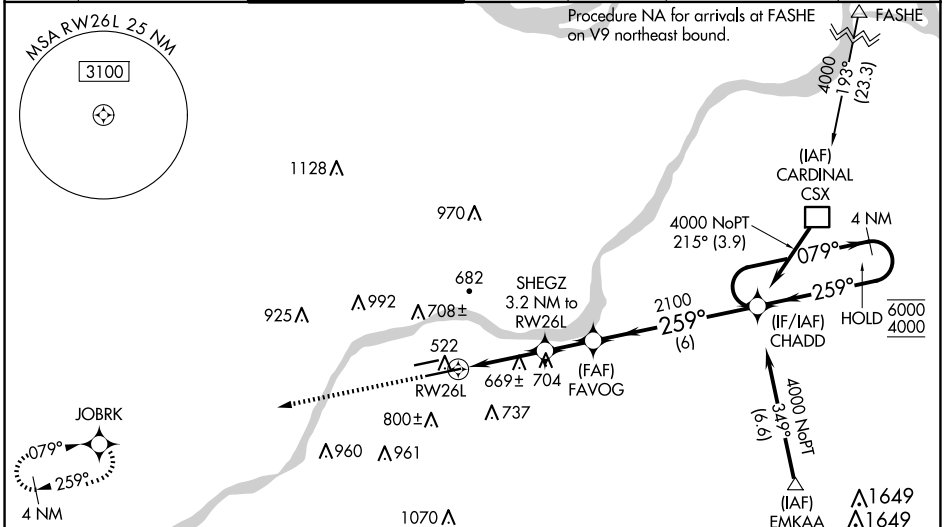 MSA RW26L 25 NM
3100
Procedure NA for arrivals at FASHE
on V9 northeast bound.
FASHE
4000
193°
(23.3)
(IAF)
CARDINAL
CSX
1128
970
4000 NoPT
215° (3.9)
4 NM
079°
259°
HOLD
6000
4000
682
SHEGZ
3.2 NM to
RW26L
2100
259°
(6)
(IF/IAF)
CHADD
925
992
708±
522
RW26L
669±
704
(FAF)
FAVOG
800±
737
960
961
4000 NoPT
349°
(6.6)
JOBRK
079°
259°
4 NM
1070
(IAF)
EMKAA
1649
1649